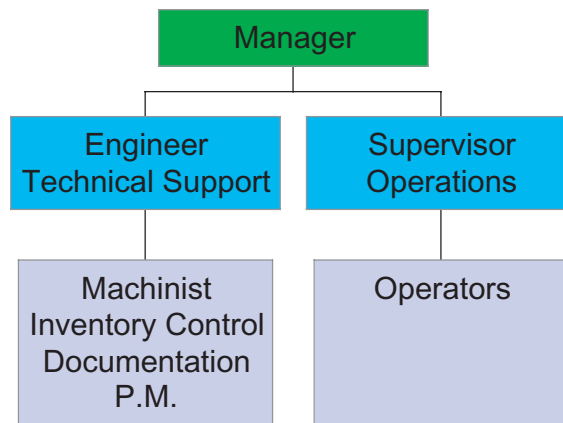 Manager
Engineer
Technical Support
Supervisor
Operations
Machinist
Inventory Control
Documentation
P.M.
Operators